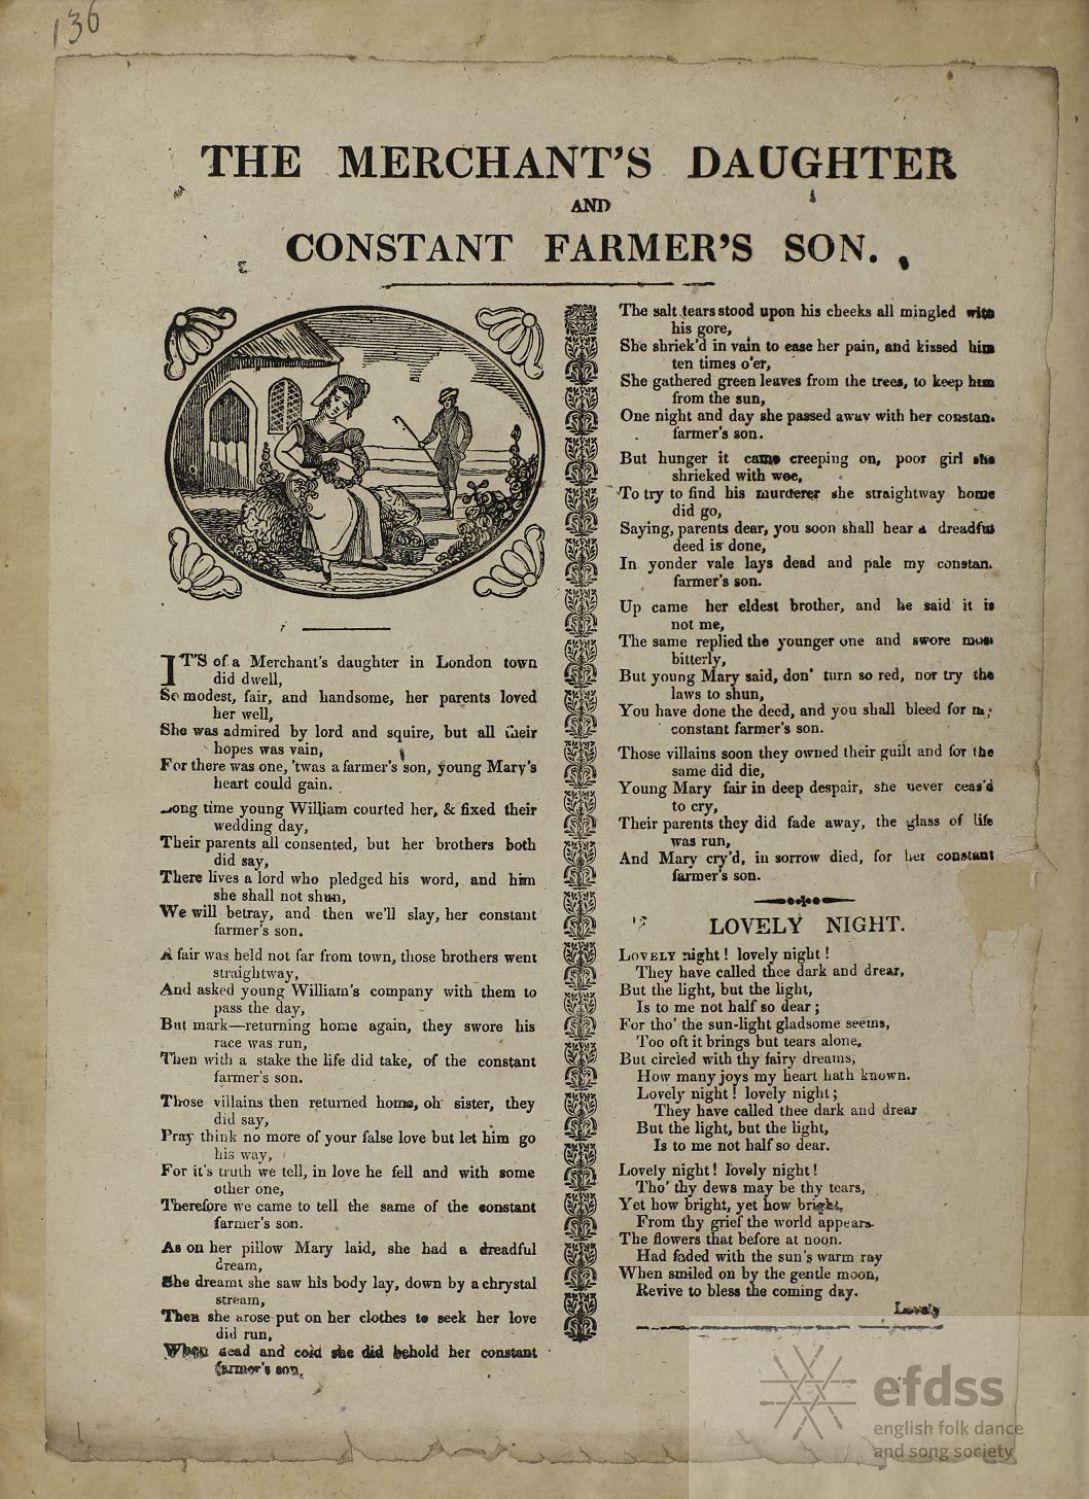 136
THE MERCHANT'S DAUGHTER
AND
CONSTANT FARMER'S SON.
IT'S of a Merchant's daughter in London town
did dwell,
So modest, fair, and handsome, her parents loved
her well,
She was admired by lord and squire, but all their
hopes was vain,
For there was one, 'twas a farmer's son, young Mary's
heart could gain.
Long time young William courted her, & fixed their
wedding day,
Their parents all consented, but her brothers both
did say,
There lives a lord who pledged his word, and him
she shall not shun,
We will betray, and then we'll slay, her constant
farmer's son.
A fair was held not far from town, those brothers went
straightway,
And asked young William's company with them to
pass the day,
But mark—returning home again, they swore his
race was run,
Then with a stake the life did take, of the constant
farmer's son.
Those villains then returned home, oh sister, they
did say,
Pray think no more of your false love but let him go
his way,
For it's truth we tell, in love he fell and with some
other one,
Therefore we came to tell the same of the constant
farmer's son.
As on her pillow Mary laid, she had a dreadful
dream,
She dreamt she saw his body lay, down by a chrystal
stream,
Then she arose put on her clothes to seek her love
did run,
When dead and cold she did behold her constant
farmer's son.
The salt tears stood upon his cheeks all mingled with
his gore,
She shriek'd in vain to ease her pain, and kissed him
ten times o'er,
She gathered green leaves from the trees, to keep him
from the sun,
One night and day she passed away with her constan.
farmer's son.
But hunger it came creeping on, poor girl she
shrieked with woe,
To try to find his murderer she straightway home
did go,
Saying, parents dear, you soon shall hear a dreadful
deed is done,
In yonder vale lays dead and pale my constan.
farmer's son.
Up came her eldest brother, and he said it is
not me,
The same replied the younger one and swore most
bitterly,
But young Mary said, don' turn so red, nor try the
laws to shun,
You have done the deed, and you shall bleed for my
constant farmer's son.
Those villains soon they owned their guilt and for the
same did die,
Young Mary fair in deep despair, she never ceas'd
to cry,
Their parents they did fade away, the glass of life
was run,
And Mary cry'd, in sorrow died, for her constant
farmer's son.
LOVELY NIGHT.
LOVELY night! lovely night!
They have called thee dark and drear,
But the light, but the light,
Is to me not half so dear;
For tho' the sun-light gladsome seems,
Too oft it brings but tears alone,
But circled with thy fairy dreams,
How many joys my heart hath known.
Lovely night! lovely night;
They have called thee dark and drear
But the light, but the light,
Is to me not half so dear.
Lovely night! lovely night!
Tho' thy dews may be thy tears,
Yet how bright, yet how bright,
From thy grief the world appears
The flowers that before at noon.
Had faded with the sun's warm ray
When smiled on by the gentle moon,
Revive to bless the coming day.
Lovely
efdss
english folk dance
and song society